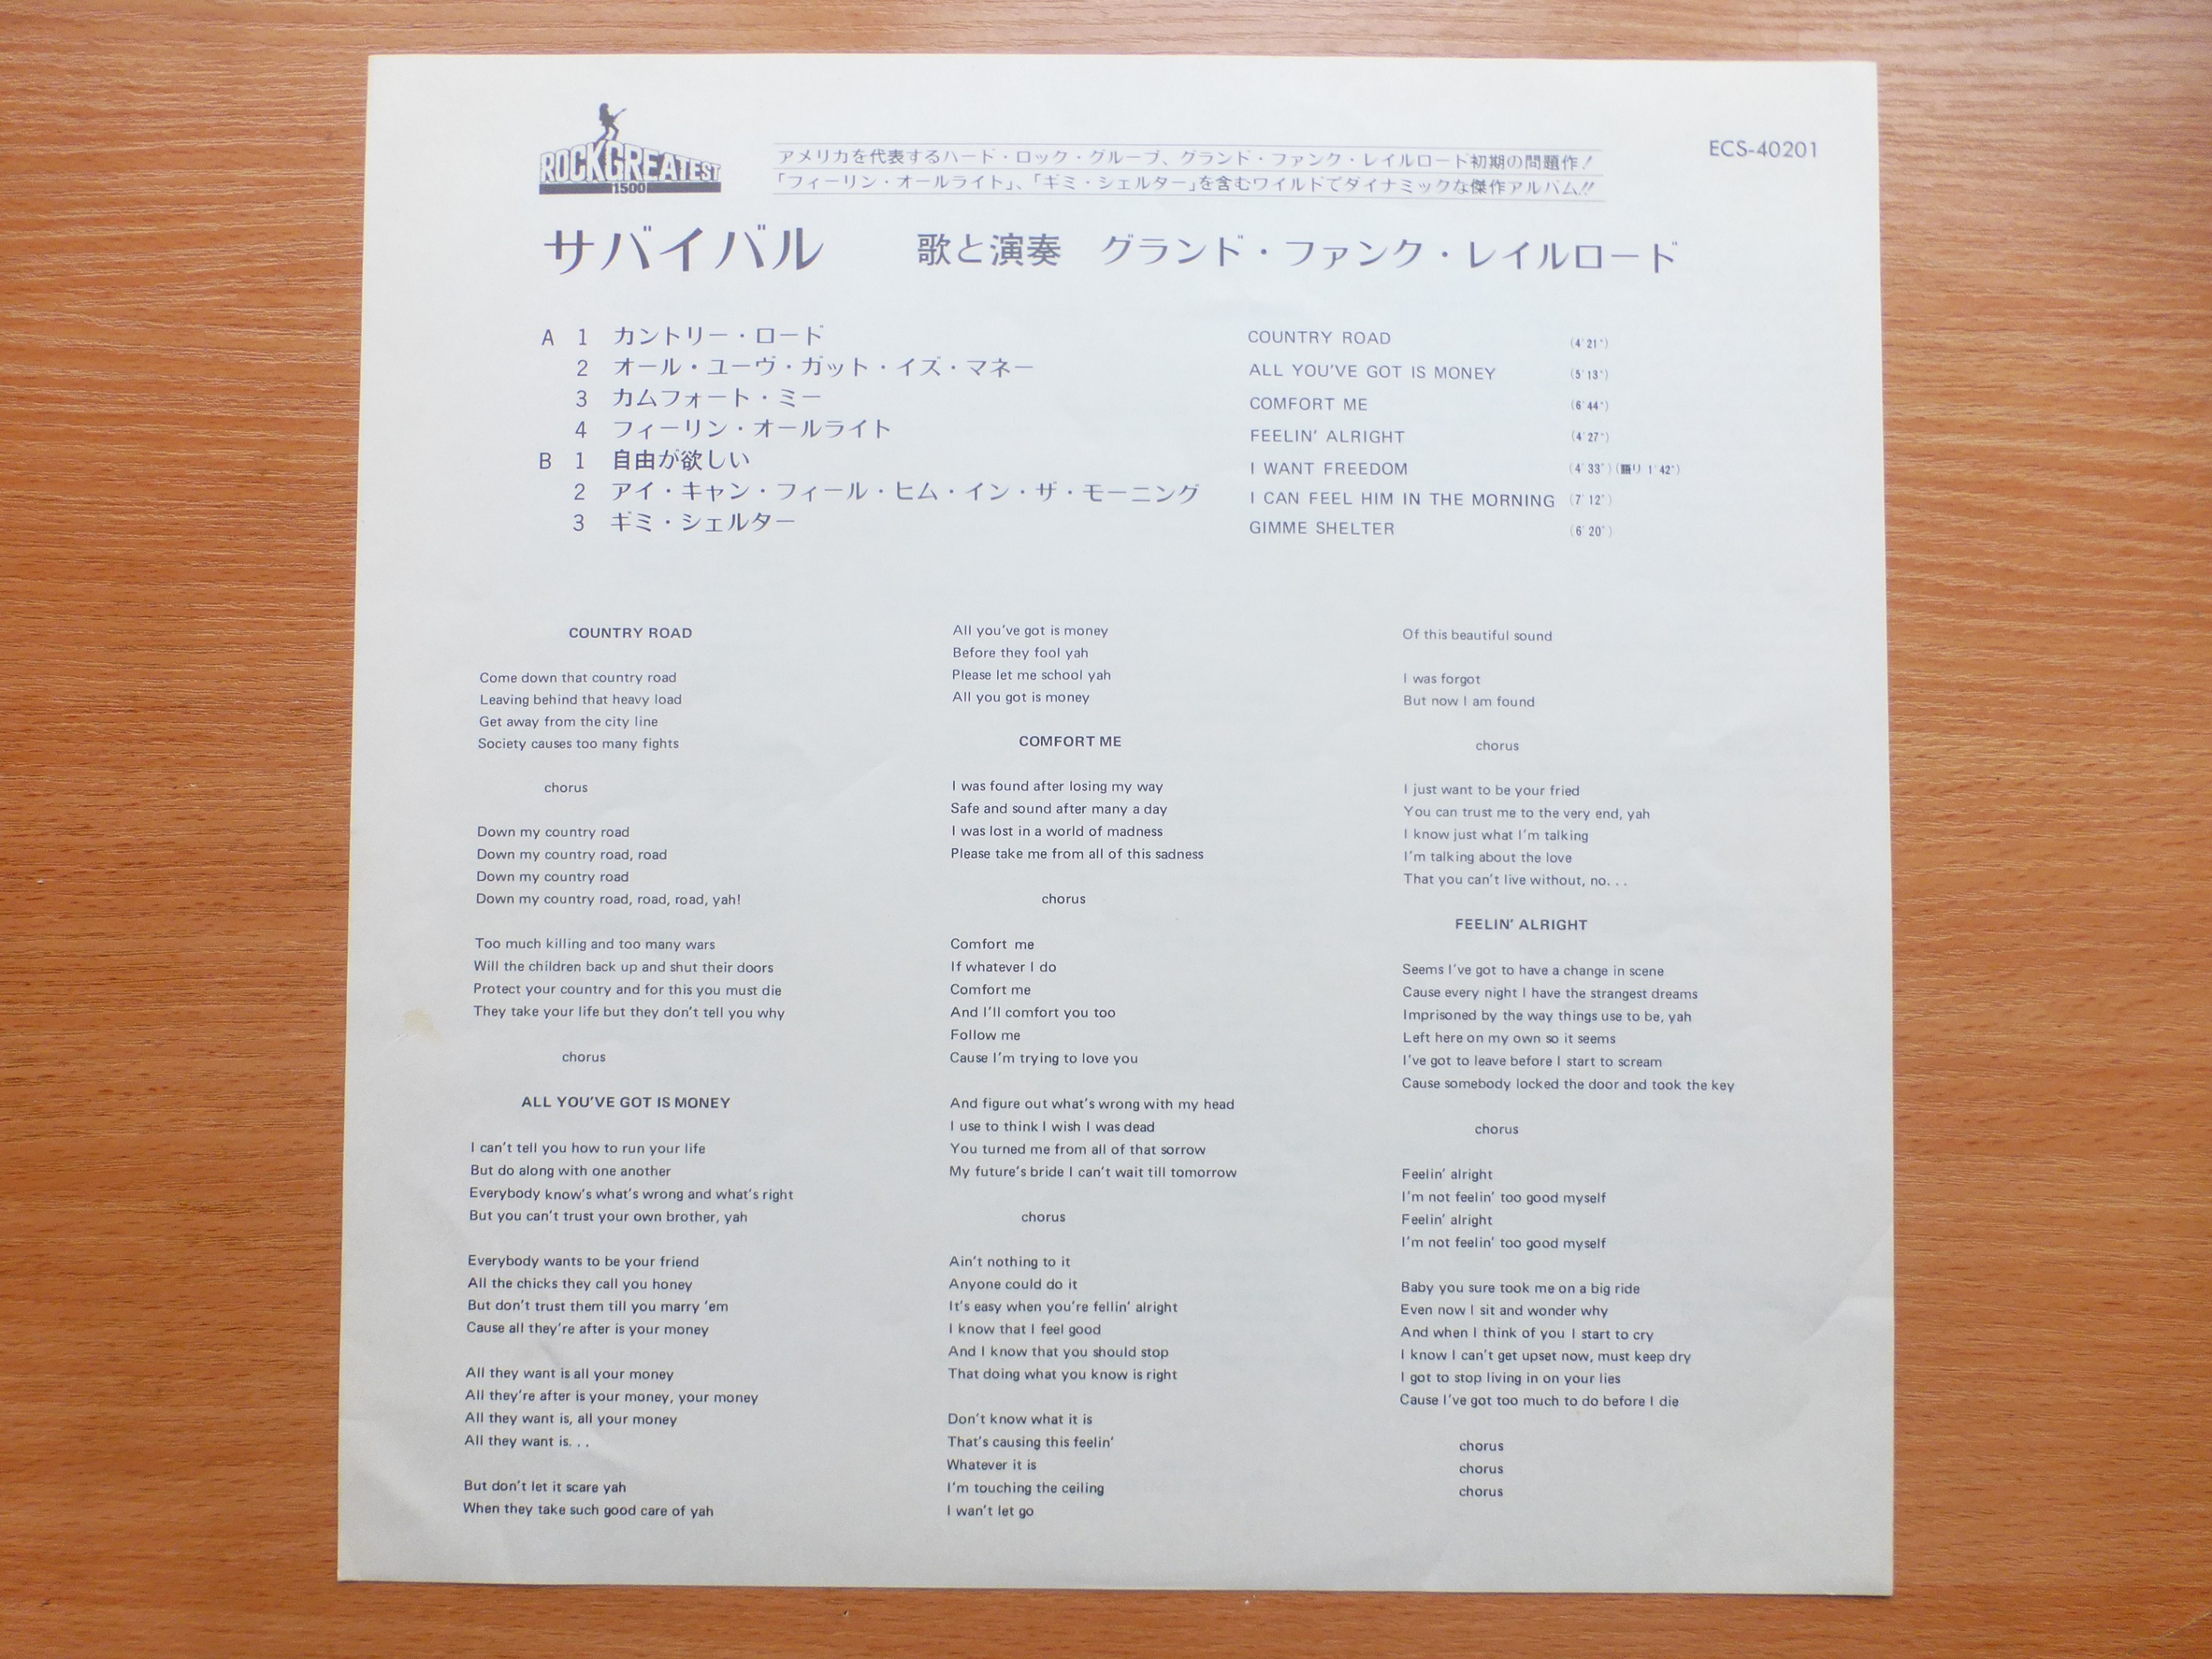 ROCK GREATEST
1500
アメリカを代表するハード・ロック・グループ、グランド・ファンク・レイルロード初期の問題作!
「フィーリン・オールライト」、「ギミ・シェルター」を含むワイルドでダイナミックな傑作アルバム!!
ECS-40201
サバイバル 歌と演奏 グランド・ファンク・レイルロード
A 1 カントリー・ロード COUNTRY ROAD (4'21")
2 オール・ユーヴ・ガット・イズ・マネー ALL YOU'VE GOT IS MONEY (5'13")
3 カムフォート・ミー COMFORT ME (6'44")
4 フィーリン・オールライト FEELIN' ALRIGHT (4'27")
B 1 自由が欲しい I WANT FREEDOM (4'33") (語り 1'42")
2 アイ・キャン・フィール・ヒム・イン・ザ・モーニング I CAN FEEL HIM IN THE MORNING (7'12")
3 ギミ・シェルター GIMME SHELTER (6'20")
COUNTRY ROAD
Come down that country road
Leaving behind that heavy load
Get away from the city line
Society causes too many fights
chorus
Down my country road
Down my country road, road
Down my country road
Down my country road, road, road, yah!
Too much killing and too many wars
Will the children back up and shut their doors
Protect your country and for this you must die
They take your life but they don't tell you why
chorus
ALL YOU'VE GOT IS MONEY
I can't tell you how to run your life
But do along with one another
Everybody know's what's wrong and what's right
But you can't trust your own brother, yah
Everybody wants to be your friend
All the chicks they call you honey
But don't trust them till you marry 'em
Cause all they're after is your money
All they want is all your money
All they're after is your money, your money
All they want is, all your money
All they want is. . .
But don't let it scare yah
When they take such good care of yah
All you've got is money
Before they fool yah
Please let me school yah
All you got is money
COMFORT ME
I was found after losing my way
Safe and sound after many a day
I was lost in a world of madness
Please take me from all of this sadness
chorus
Comfort me
If whatever I do
Comfort me
And I'll comfort you too
Follow me
Cause I'm trying to love you
And figure out what's wrong with my head
I use to think I wish I was dead
You turned me from all of that sorrow
My future's bride I can't wait till tomorrow
chorus
Ain't nothing to it
Anyone could do it
It's easy when you're fellin' alright
I know that I feel good
And I know that you should stop
That doing what you know is right
Don't know what it is
That's causing this feelin'
Whatever it is
I'm touching the ceiling
I wan't let go
Of this beautiful sound
I was forgot
But now I am found
chorus
I just want to be your fried
You can trust me to the very end, yah
I know just what I'm talking
I'm talking about the love
That you can't live without, no. . .
FEELIN' ALRIGHT
Seems I've got to have a change in scene
Cause every night I have the strangest dreams
Imprisoned by the way things use to be, yah
Left here on my own so it seems
I've got to leave before I start to scream
Cause somebody locked the door and took the key
chorus
Feelin' alright
I'm not feelin' too good myself
Feelin' alright
I'm not feelin' too good myself
Baby you sure took me on a big ride
Even now I sit and wonder why
And when I think of you I start to cry
I know I can't get upset now, must keep dry
I got to stop living in on your lies
Cause I've got too much to do before I die
chorus
chorus
chorus